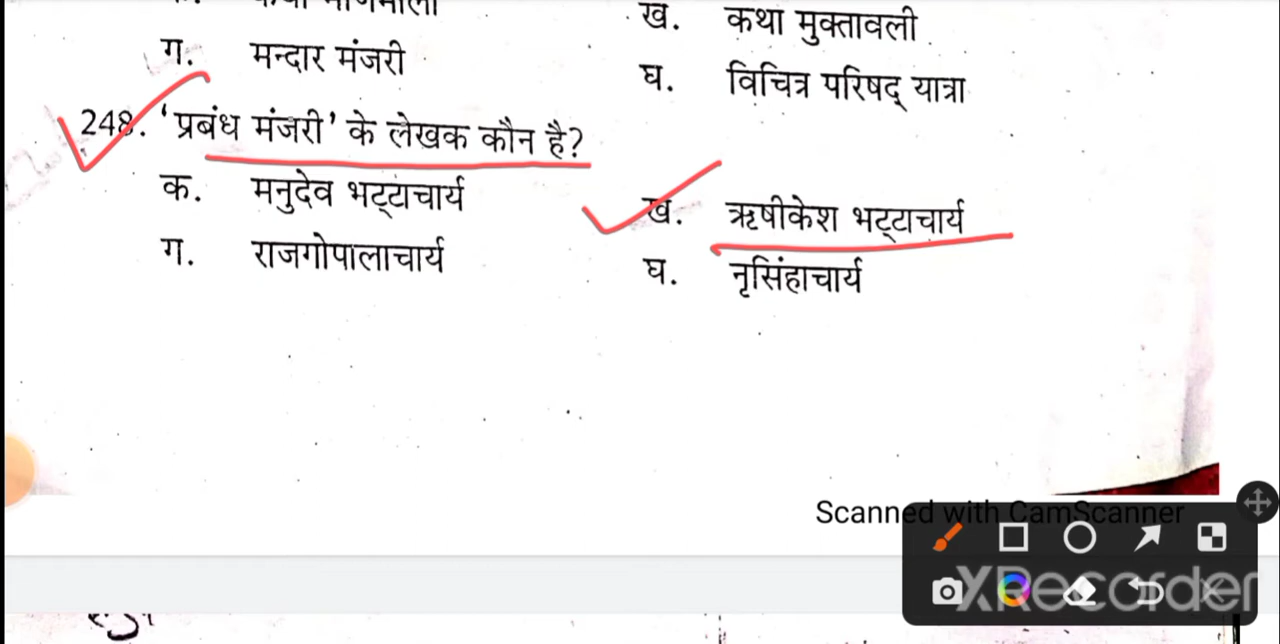 ख. कथा मुक्तावली
ग. मन्दार मंजरी
घ. विचित्र परिषद् यात्रा
248. 'प्रबंध मंजरी' के लेखक कौन है?
क. मनुदेव भट्टाचार्य
ख. ऋषीकेश भट्टाचार्य
ग. राजगोपालाचार्य
घ. नृसिंहाचार्य
Scanned with CamScanner
XRecorder